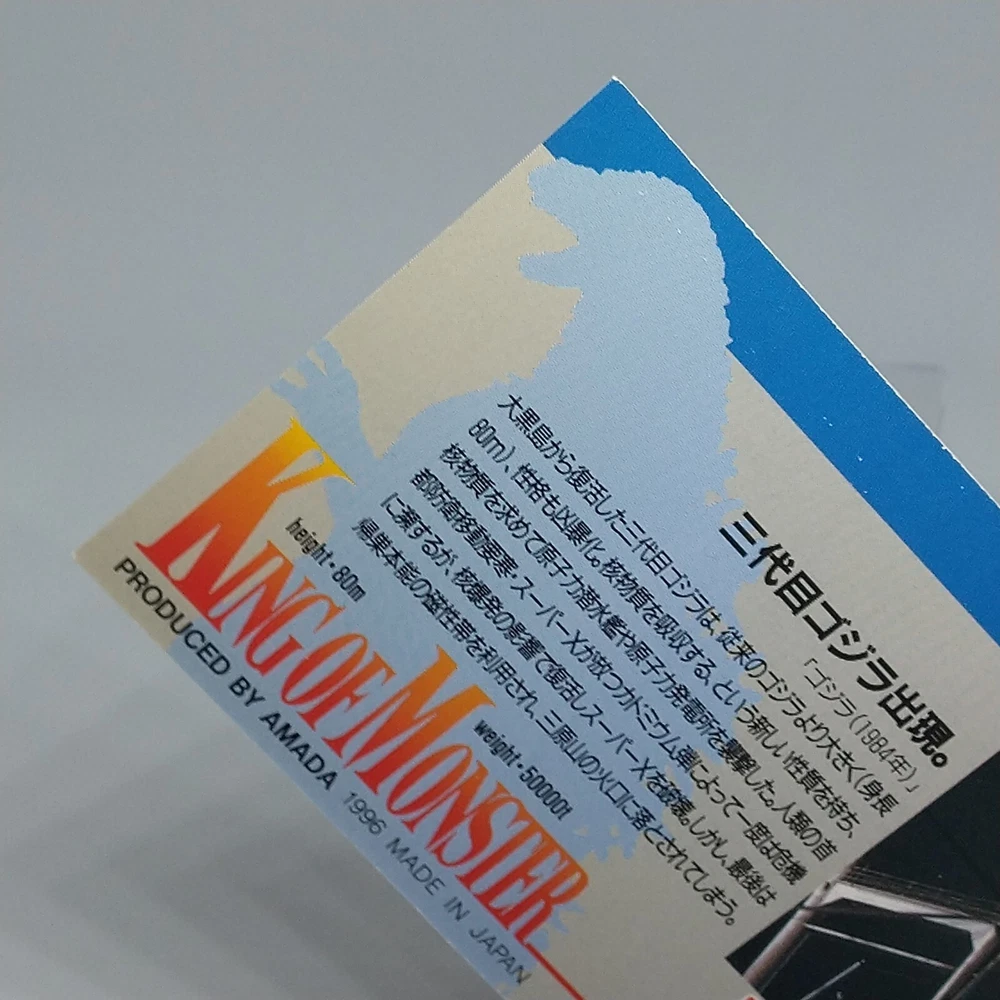 三代目ゴジラ出現。
「ゴジラ(1984年)」
大黒島から復活した三代目ゴジラは、従来のゴジラより大きく(身長
80m)、性格も凶暴化。核物質を吸収する、という新しい性質を持ち、
核物質を求めて原子力潜水艦や原子力発電所を襲撃した。人類の首
都防衛移動要塞・スーパーXが放つカドミウム弾によって一度は危機
に瀕するが、核爆発の影響で復活しスーパーXを破壊。しかし、最後は
帰巣本能の磁性帯を利用され、三原山の火口に落とされてしまう。
height・80m
KING OF MONSTER
weight・50000t
PRODUCED BY AMADA 1996 MADE IN JAPAN